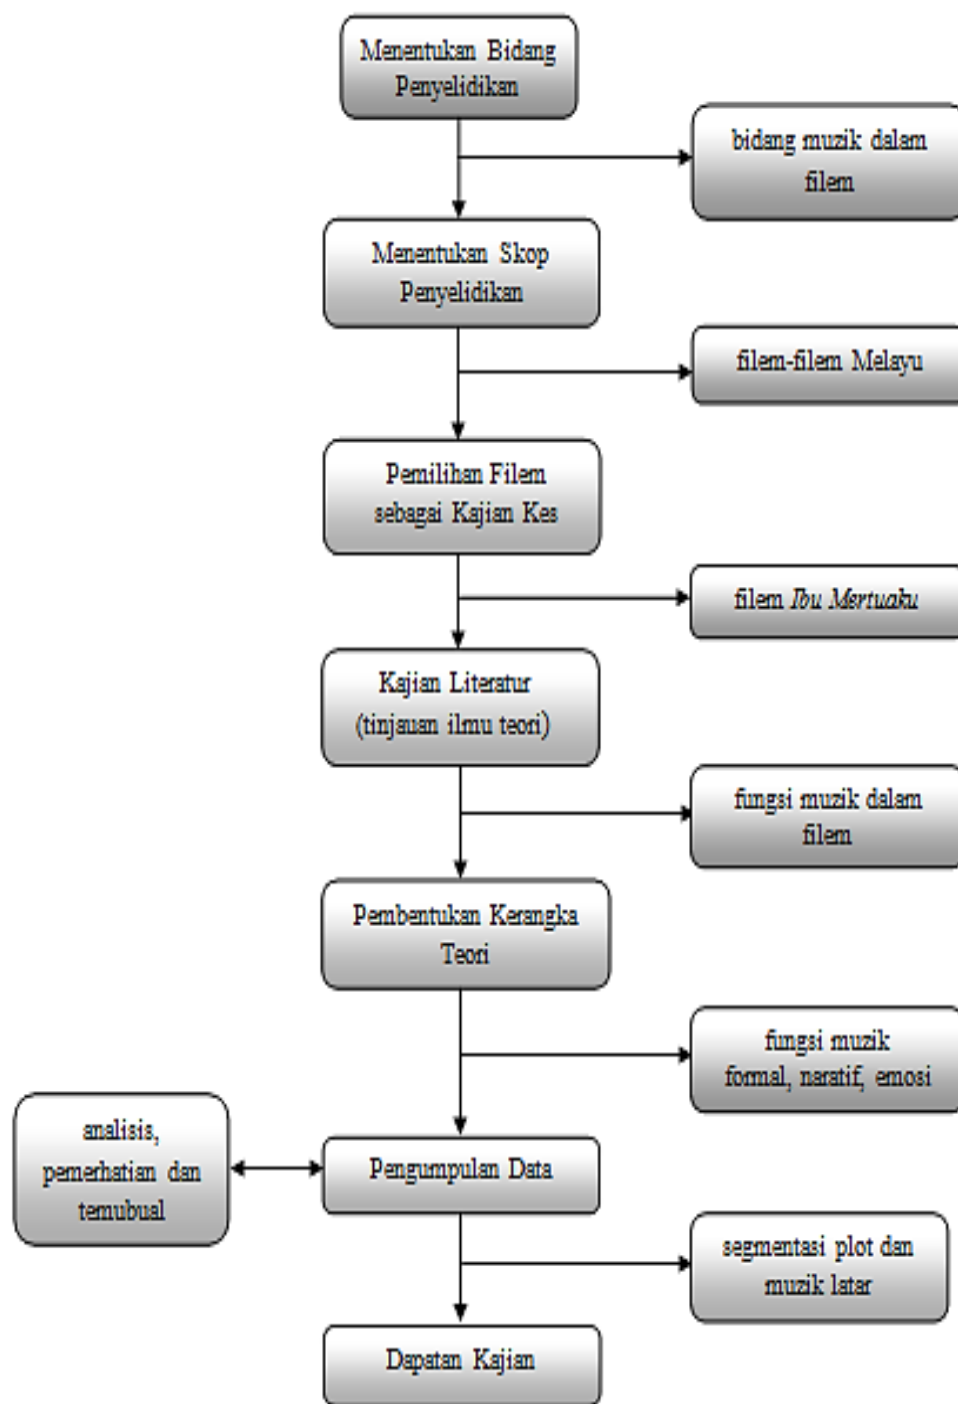 Menentukan Bidang
Penyelidikan
bidang muzik dalam
filem
Menentukan Skop
Penyelidikan
filem-filem Melayu
Pemilihan Filem
sebagai Kajian Kes
filem Ibu Mertuaku
Kajian Literatur
(tinjauan ilmu teori)
fungsi muzik dalam
filem
Pembentukan Kerangka
Teori
fungsi muzik
formal, naratif, emosi
analisis,
pemerhatian dan
temubual
Pengumpulan Data
segmentasi plot dan
muzik latar
Dapatan Kajian